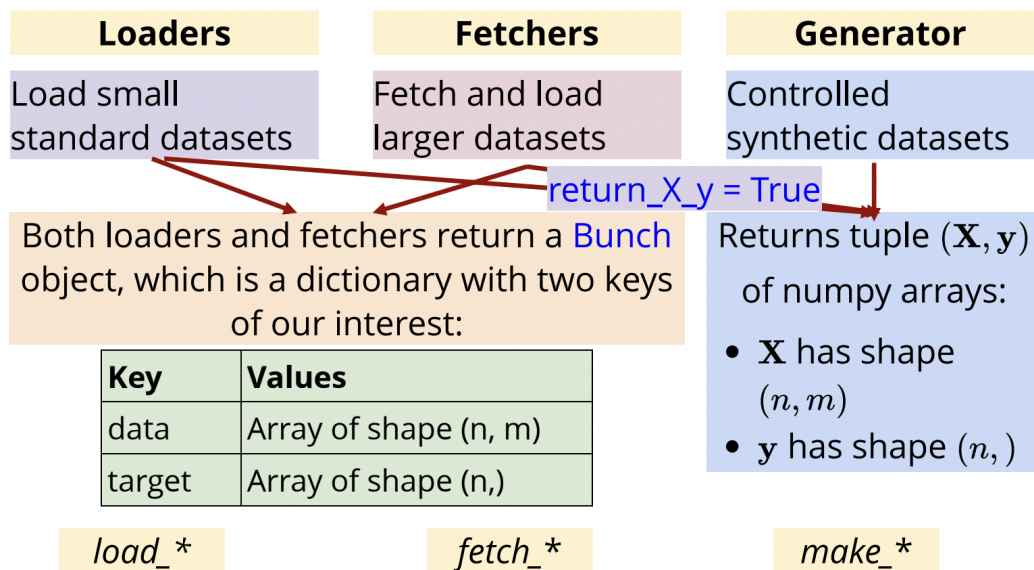 Loaders
Fetchers
Generator
Load small
standard datasets
Fetch and load
larger datasets
Controlled
synthetic datasets
return_X_y = True
Both loaders and fetchers return a Bunch
object, which is a dictionary with two keys
of our interest:
Key Values
data Array of shape (n, m)
target Array of shape (n,)
Returns tuple (X, y)
of numpy arrays:
• X has shape
(n, m)
• y has shape (n, )
load_*
fetch_*
make_*